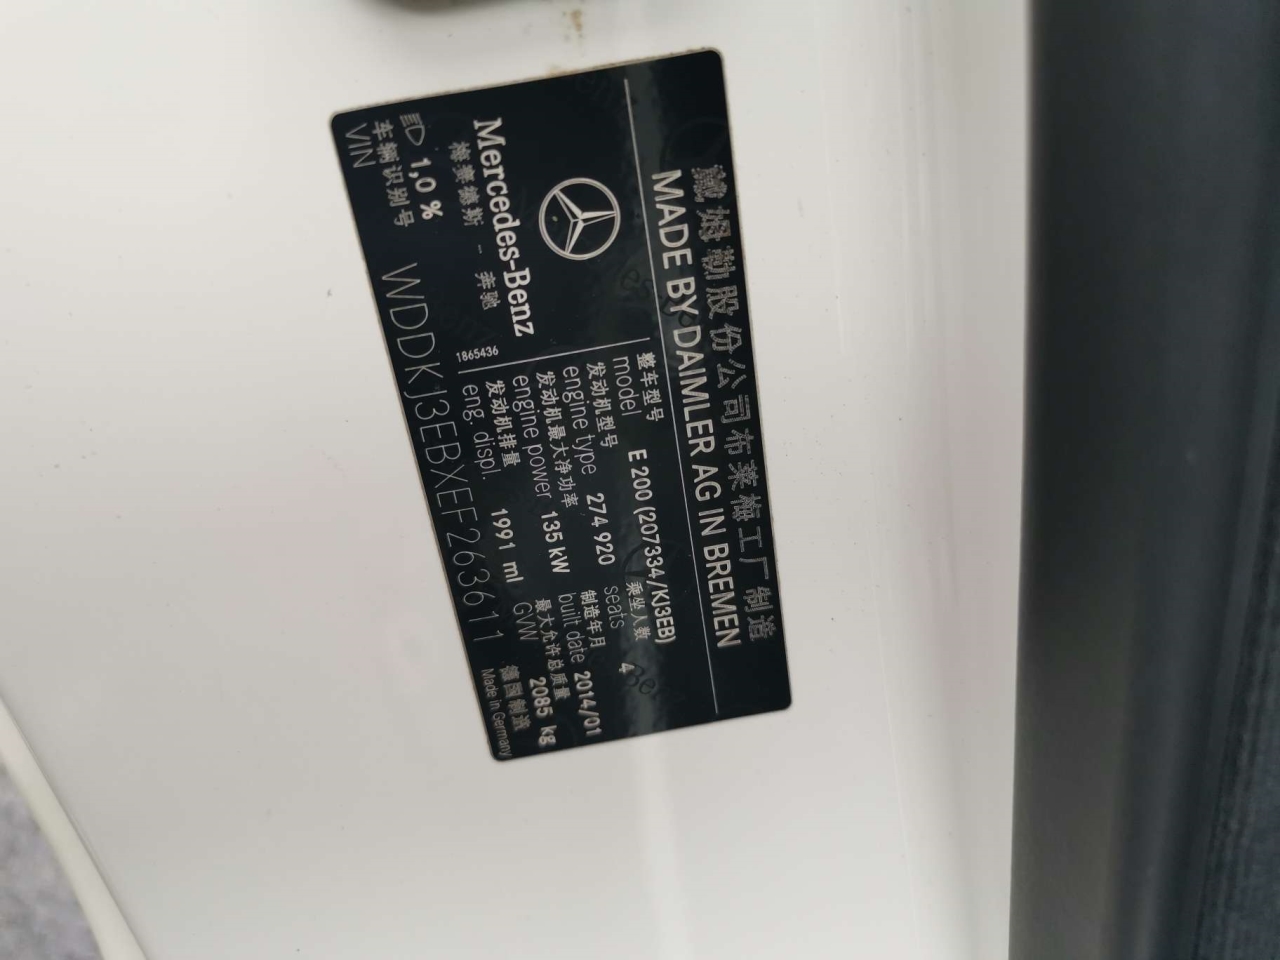 戴姆勒股份公司布莱梅工厂制造
MADE BY DAIMLER AG IN BREMEN
Mercedes-Benz
梅赛德斯 - 奔驰
1865436
整车型号
model E 200 (207334/KJ3EB)
发动机型号
engine type 274 920
发动机最大净功率
engine power 135 kW
发动机排量
eng. displ. 1991 ml
乘坐人数
seats 4
制造年月
built date 2014/01
最大允许总质量
GVW 2085 kg
1,0 %
车辆识别号
VIN WDDKJ3EBXEF263611
德国制造
Made in Germany